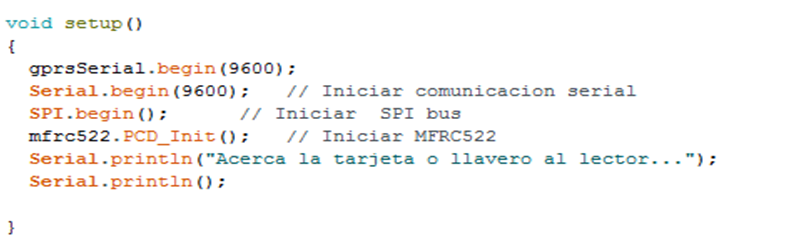 void setup()
{
  gprsSerial.begin(9600);
  Serial.begin(9600);   // Iniciar comunicacion serial
  SPI.begin();      // Iniciar  SPI bus
  mfrc522.PCD_Init();   // Iniciar MFRC522
  Serial.println("Acerca la tarjeta o llavero al lector...");
  Serial.println();
}